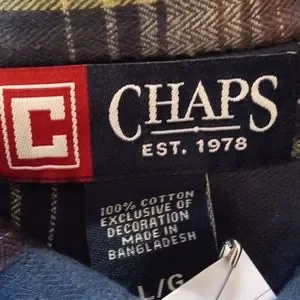 C
CHAPS
EST. 1978
100% COTTON
EXCLUSIVE OF
DECORATION
MADE IN
BANGLADESH
L/G